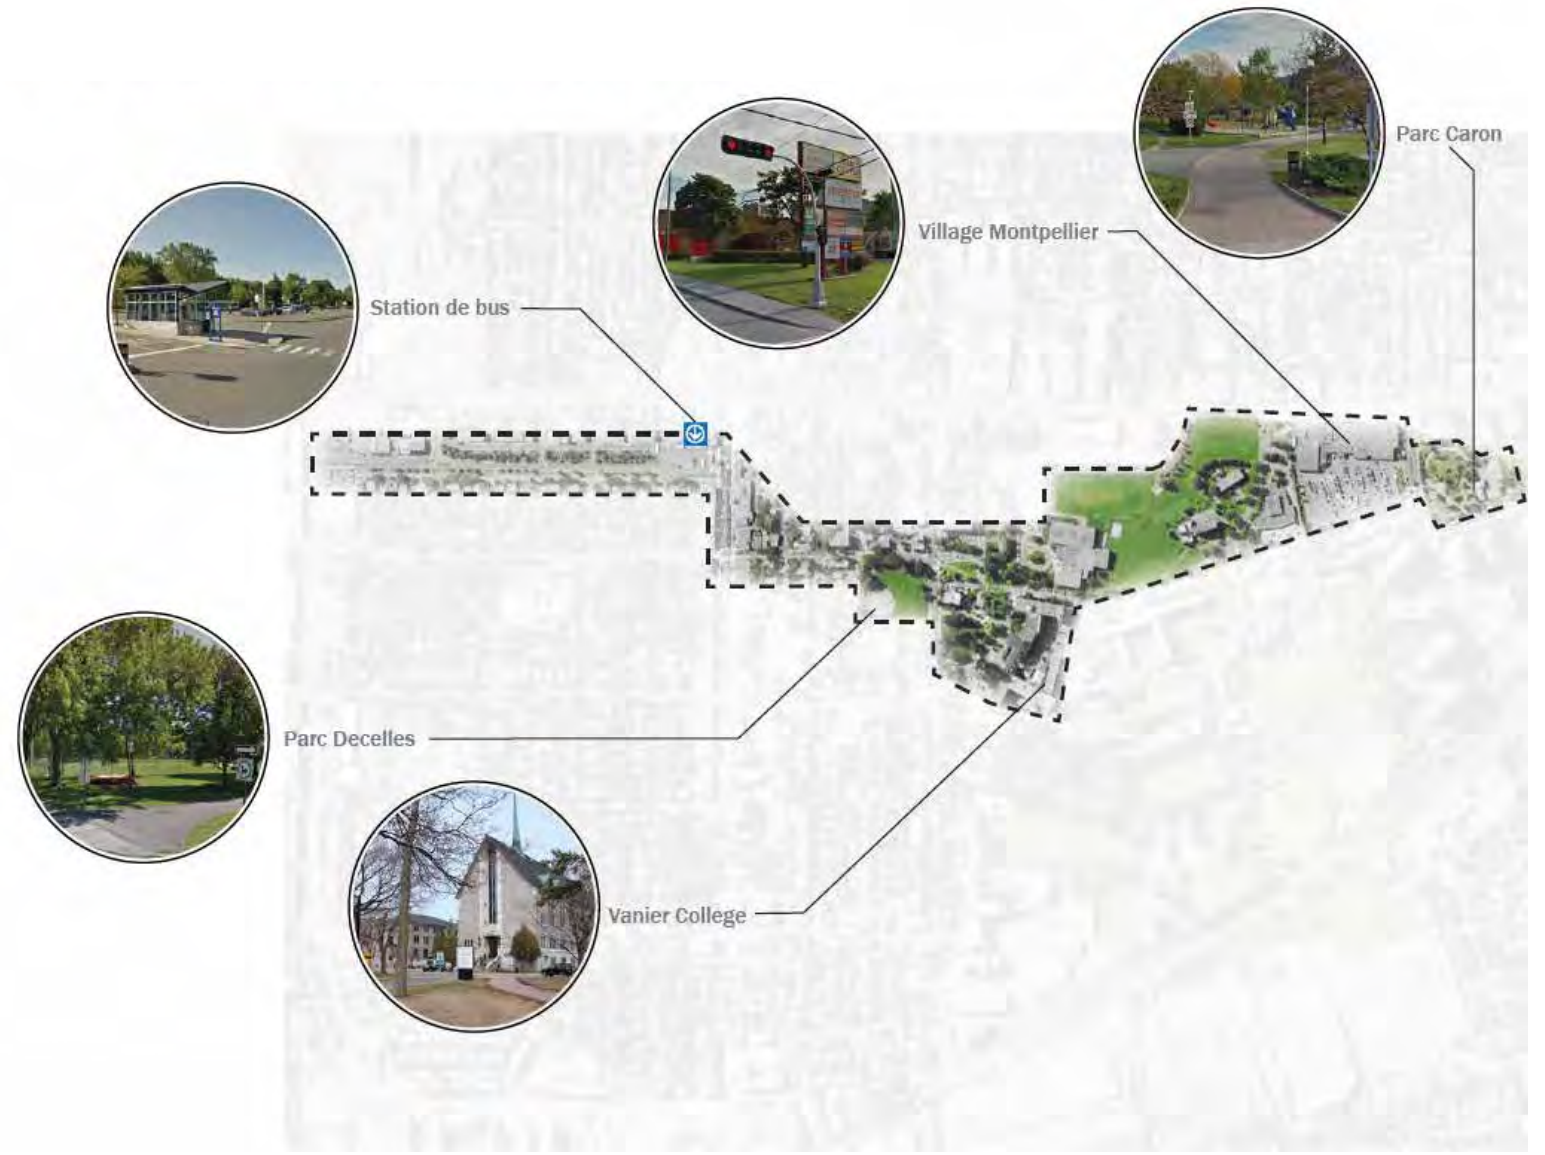 Parc Caron
Village Montpellier
Station de bus
Parc Decelles
Vanier College